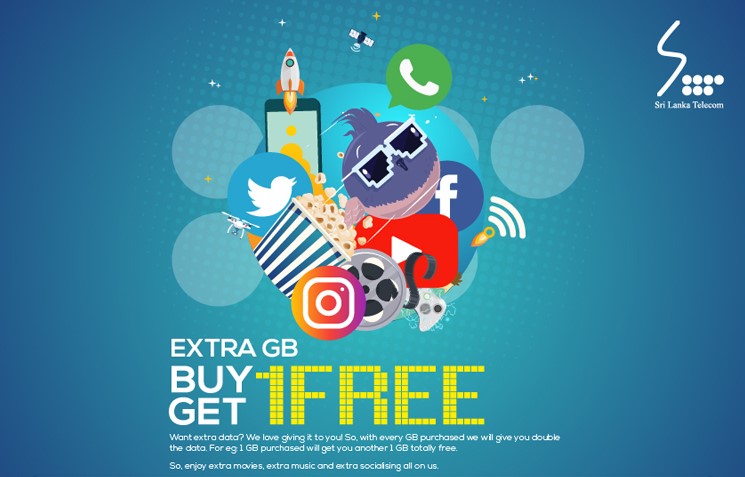 Sri Lanka Telecom
EXTRA GB
BUY 1 FREE
GET
Want extra data? We love giving it to you! So, with every GB purchased we will give you double
the data. For eg: 1 GB purchased will get you another 1 GB totally free.
So, enjoy extra movies, extra music and extra socialising all on us.